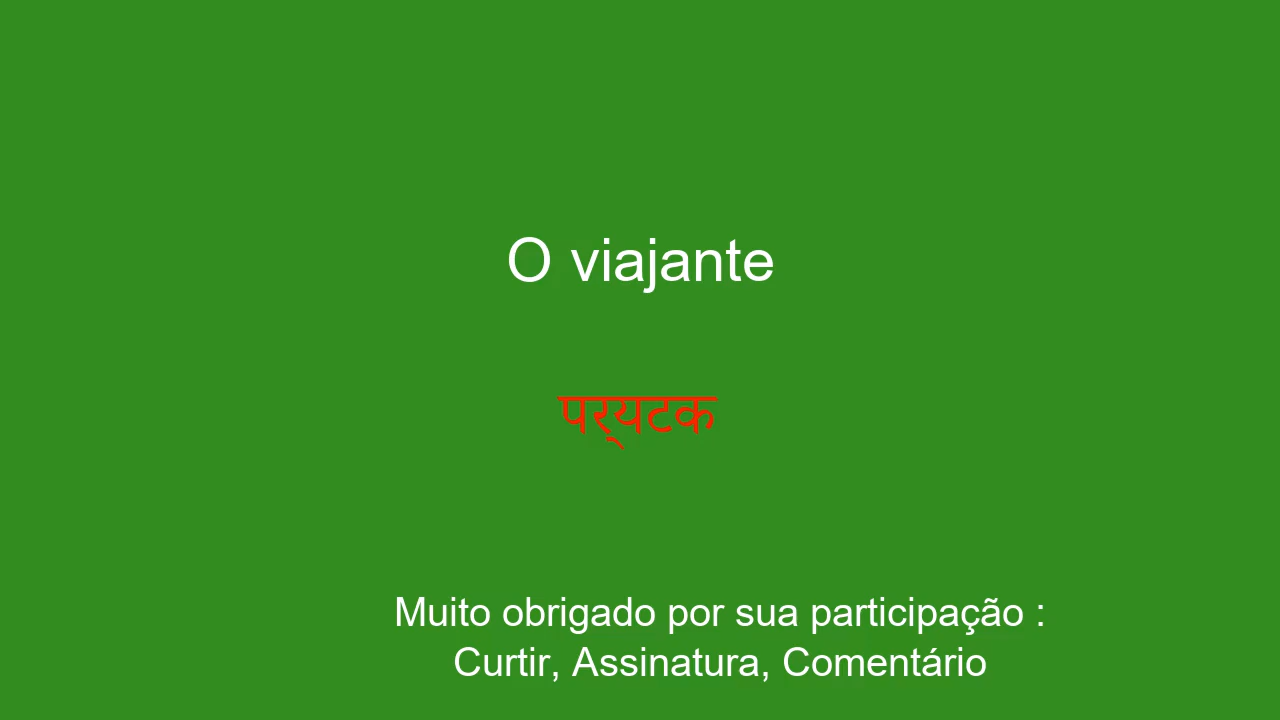 O viajante
पर्यटक
Muito obrigado por sua participação :
Curtir, Assinatura, Comentário